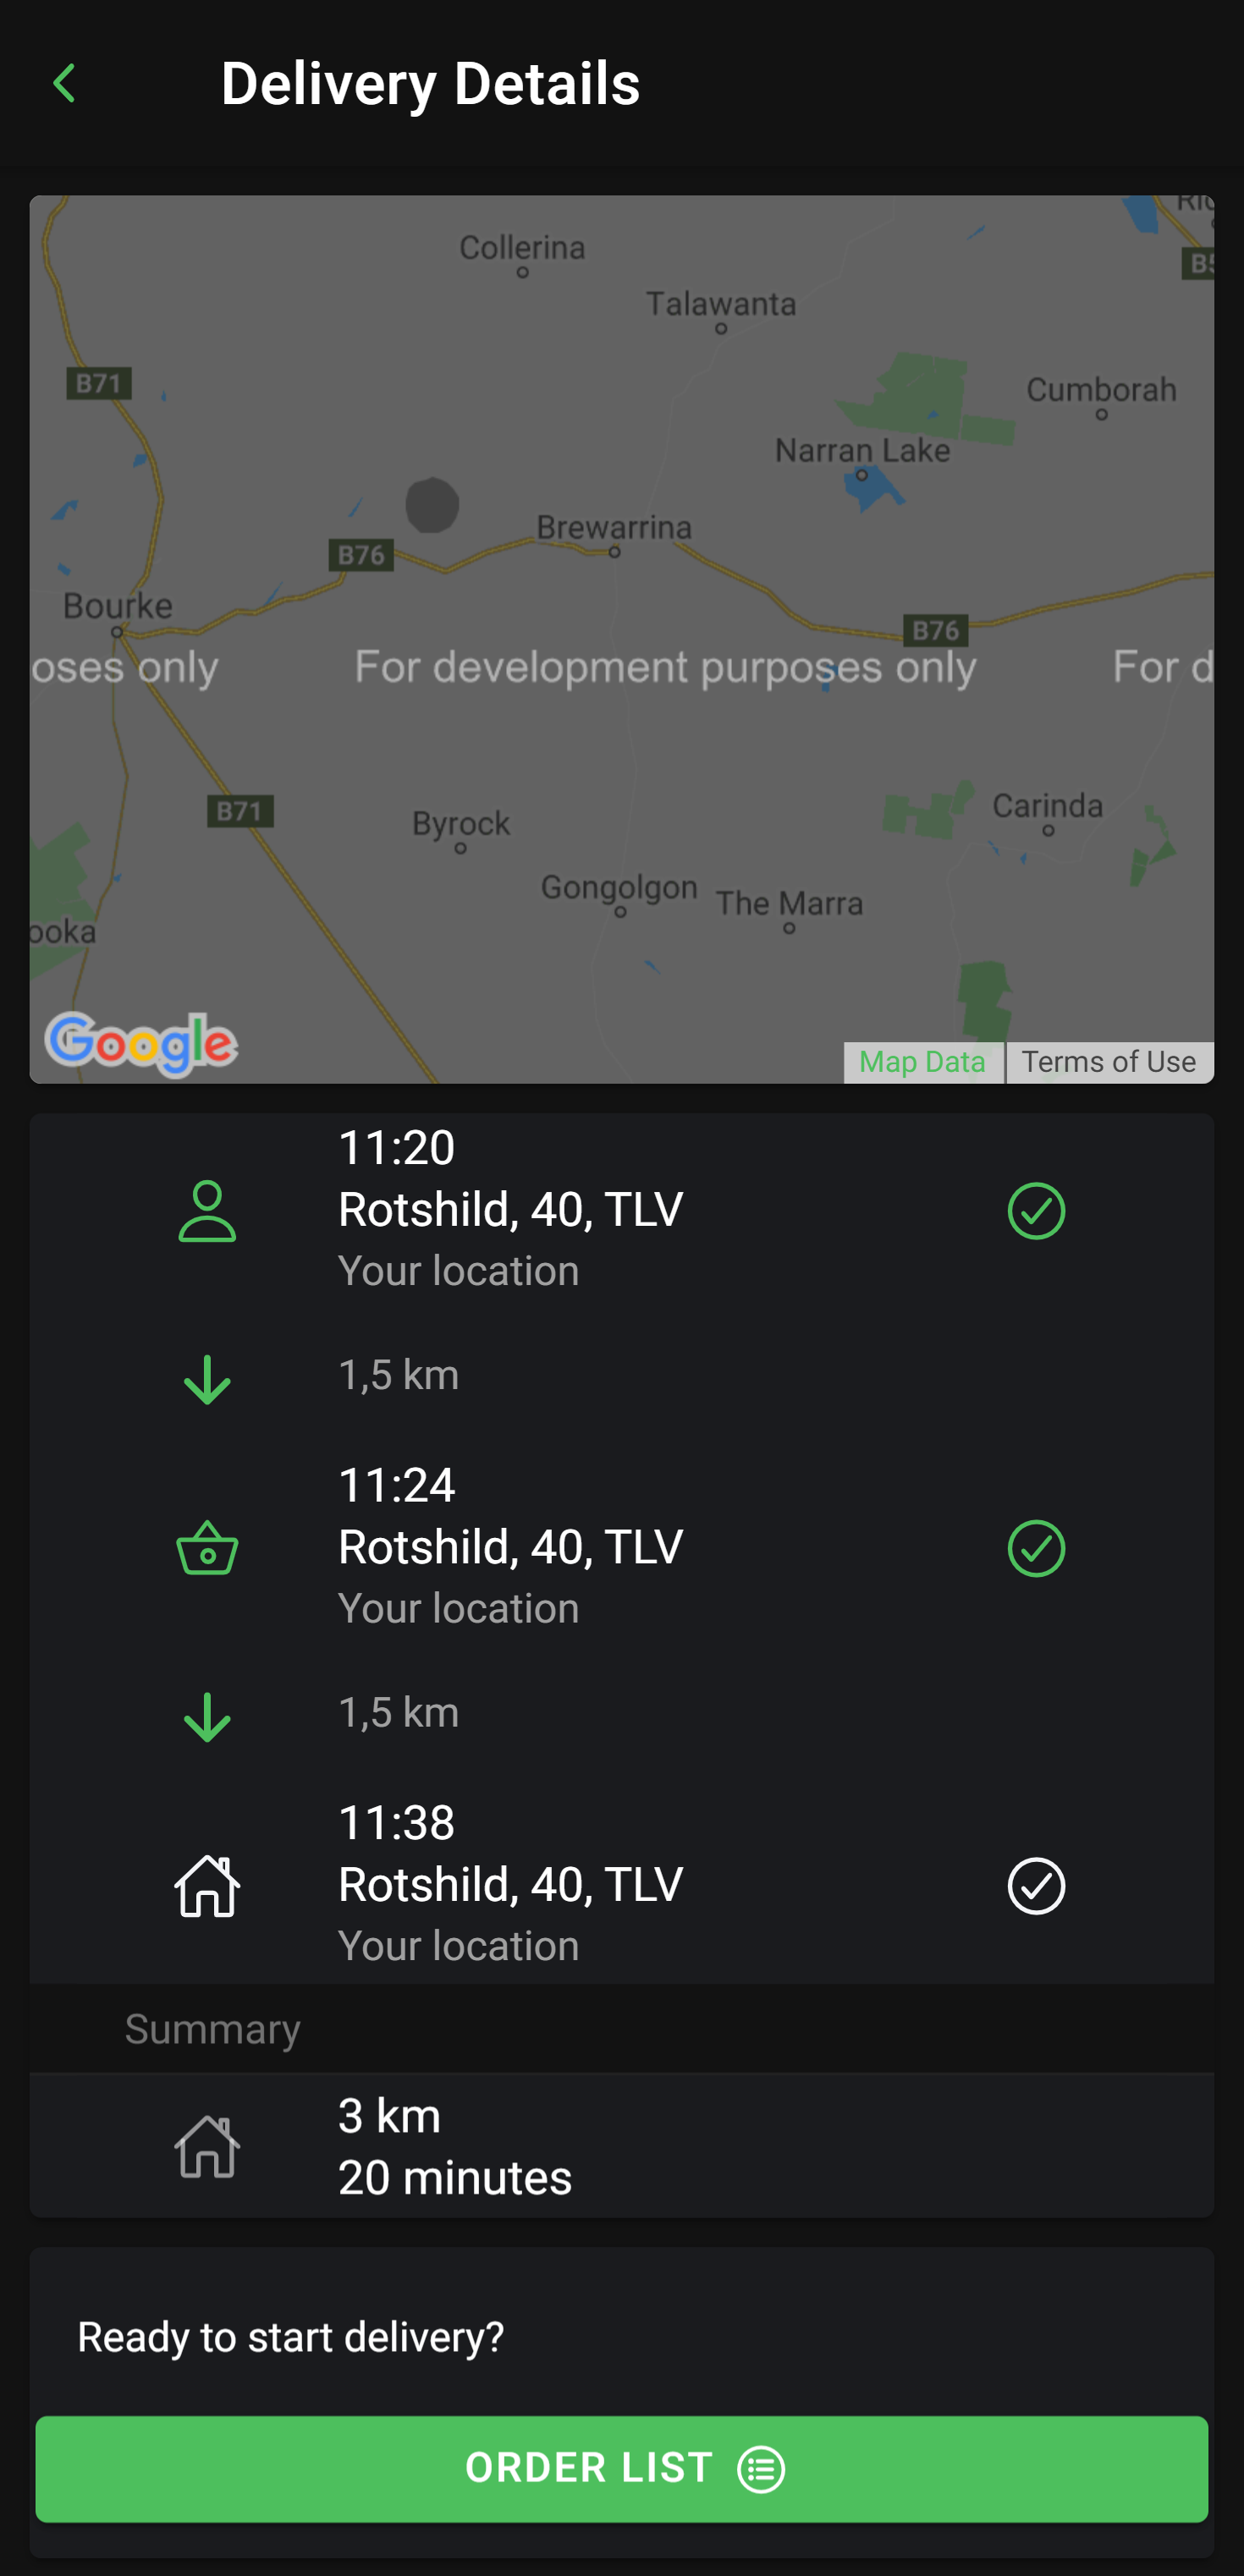 Delivery Details
Collerina
Talawanta
B71
Cumborah
Narran Lake
Brewarrina
B76
Bourke
B76
oses only
For development purposes only
For d
B71
Byrock
Carinda
Gongolgon
The Marra
ooka
Google
Map Data
Terms of Use
11:20
Rotshild, 40, TLV
Your location
1,5 km
11:24
Rotshild, 40, TLV
Your location
1,5 km
11:38
Rotshild, 40, TLV
Your location
Summary
3 km
20 minutes
Ready to start delivery?
ORDER LIST